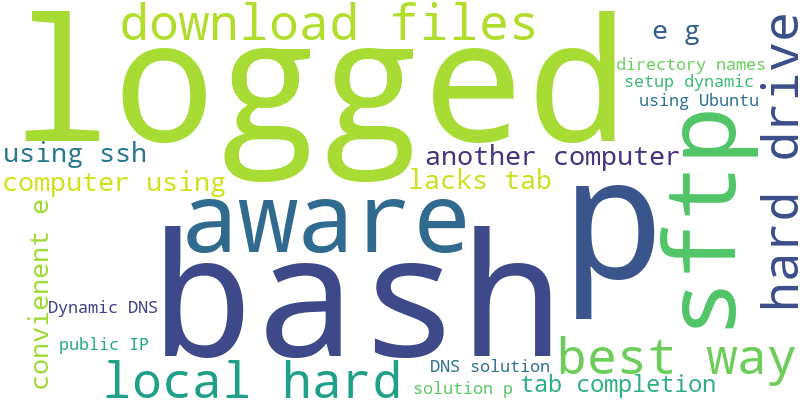 logged
download files
e g
directory names
setup dynamic
using Ubuntu
hard drive
sftp
using ssh
another computer
computer using
lacks tab
aware
p
bash
convienent e
Dynamic DNS
public IP
local hard
DNS solution
solution p
best way
tab completion